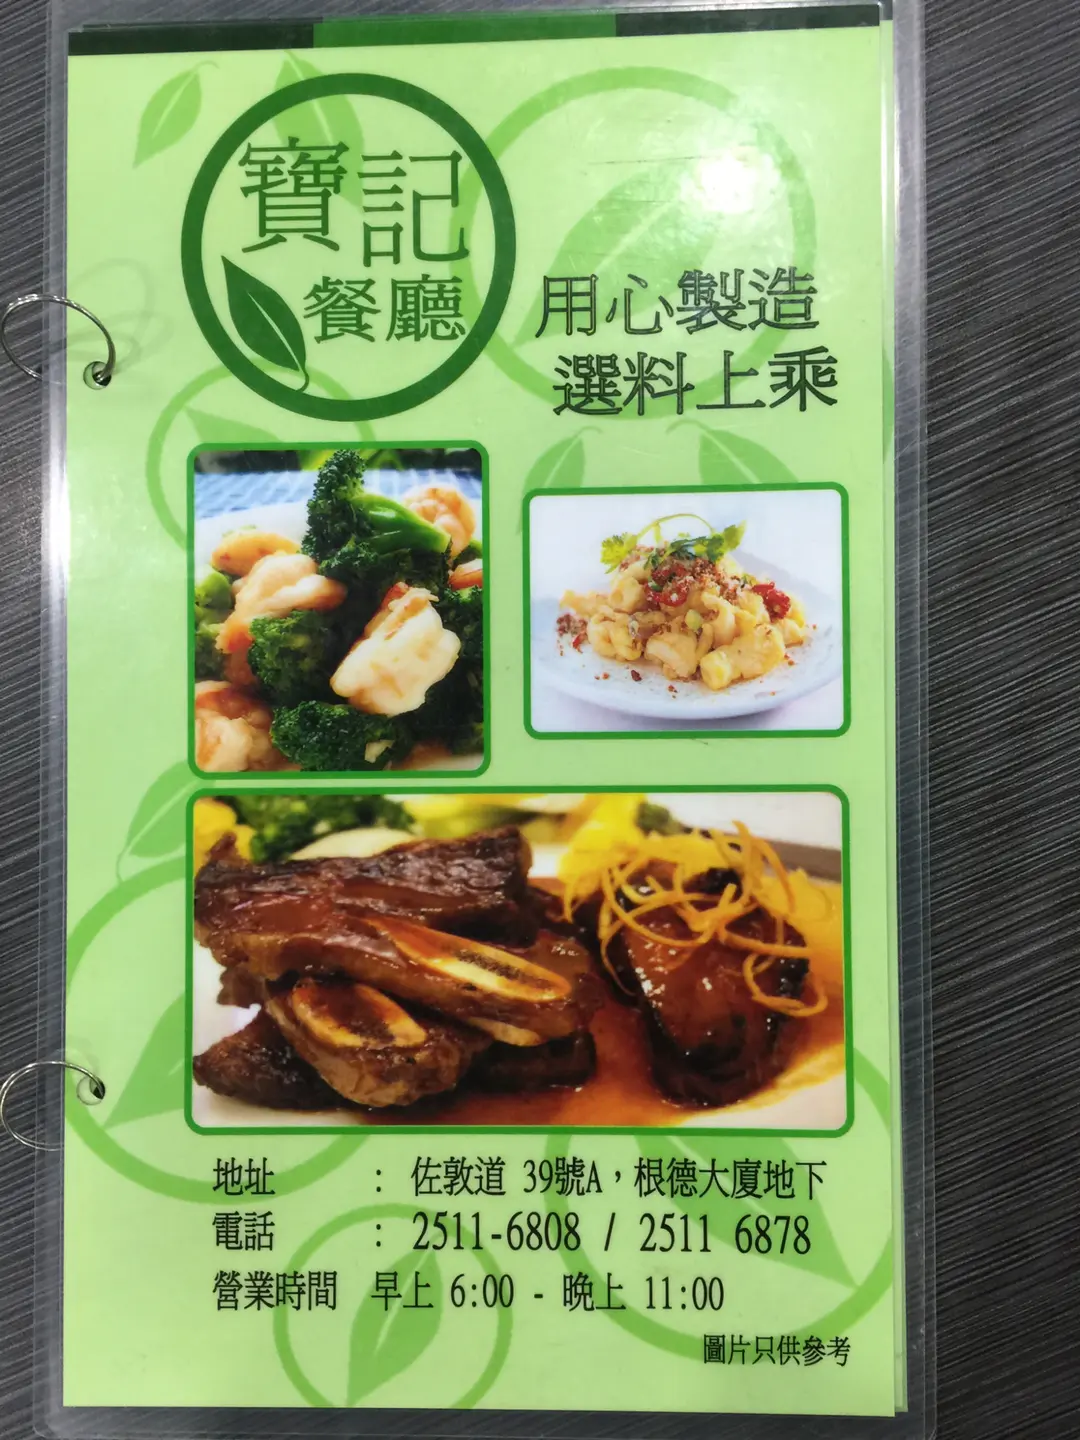 寶記
餐廳
用心製造
選料上乘
地址 : 佐敦道 39號A，根德大廈地下
電話 : 2511-6808 / 2511 6878
營業時間 早上 6:00 - 晚上 11:00
圖片只供參考